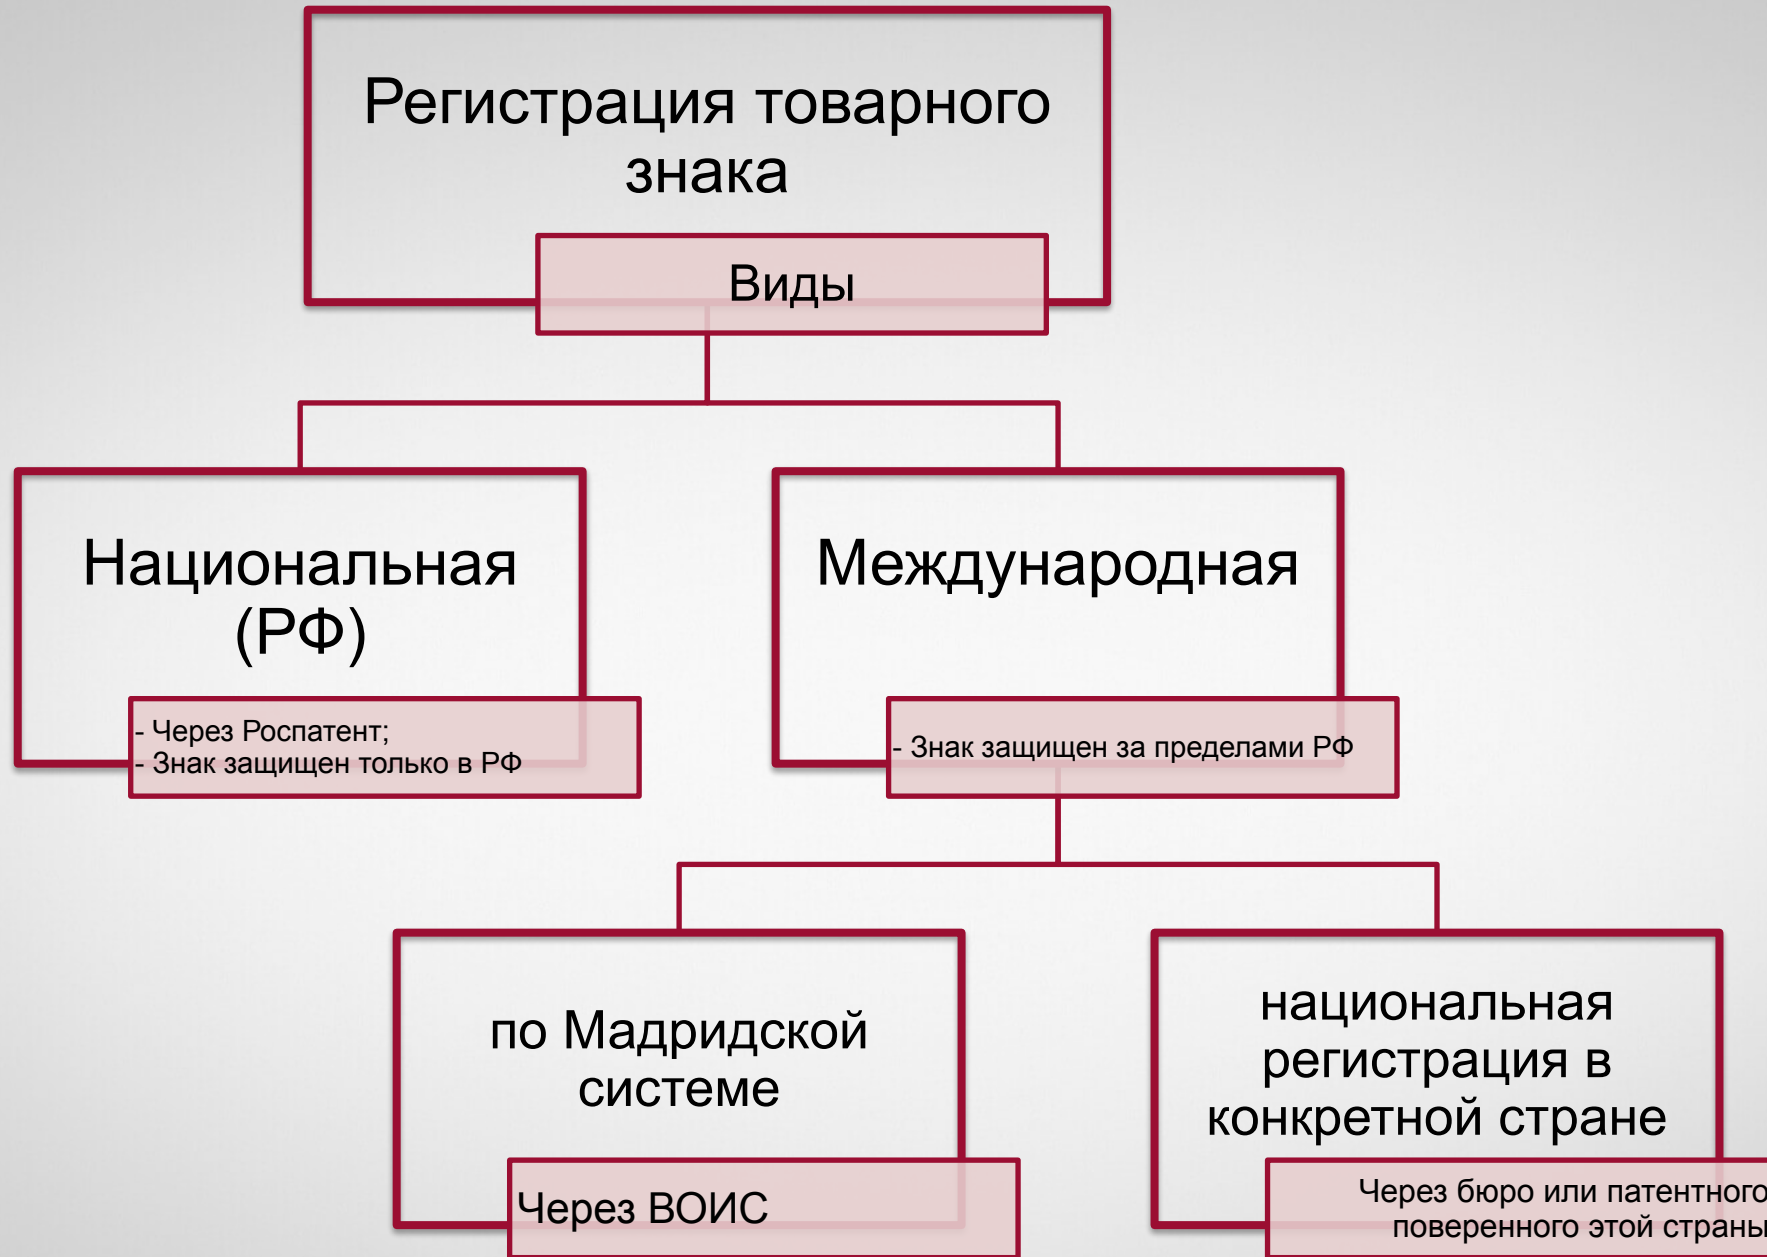 Регистрация товарного
знака
Виды
Национальная
(РФ)
- Через Роспатент;
- Знак защищен только в РФ
Международная
- Знак защищен за пределами РФ
по Мадридской
системе
Через ВОИС
национальная
регистрация в
конкретной стране
Через бюро или патентного
поверенного этой страны